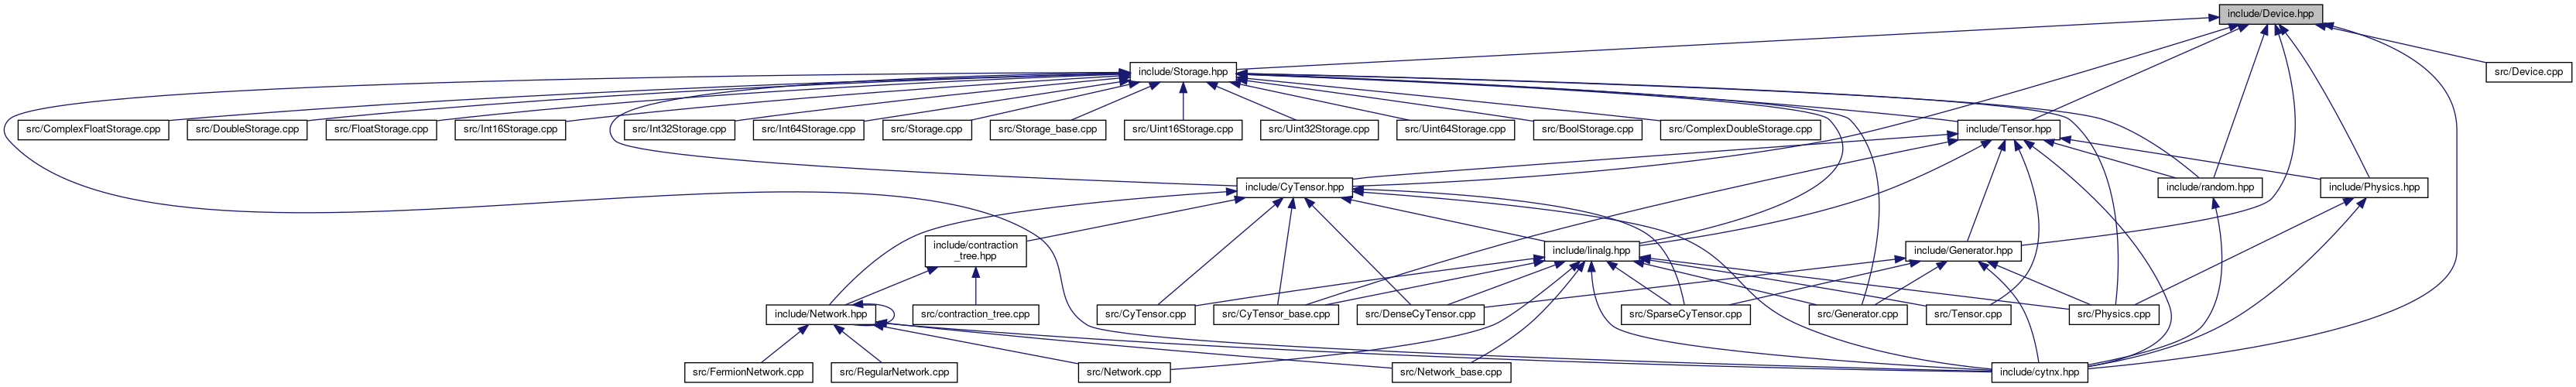 include/Device.hpp
include/Storage.hpp
src/Device.cpp
src/ComplexFloatStorage.cpp
src/DoubleStorage.cpp
src/FloatStorage.cpp
src/Int16Storage.cpp
src/Int32Storage.cpp
src/Int64Storage.cpp
src/Storage.cpp
src/Storage_base.cpp
src/Uint16Storage.cpp
src/Uint32Storage.cpp
src/Uint64Storage.cpp
src/BoolStorage.cpp
src/ComplexDoubleStorage.cpp
include/Tensor.hpp
include/CyTensor.hpp
include/random.hpp
include/Physics.hpp
include/contraction
_tree.hpp
include/linalg.hpp
include/Generator.hpp
include/Network.hpp
src/contraction_tree.cpp
src/CyTensor.cpp
src/CyTensor_base.cpp
src/DenseCyTensor.cpp
src/SparseCyTensor.cpp
src/Generator.cpp
src/Tensor.cpp
src/Physics.cpp
src/FermionNetwork.cpp
src/RegularNetwork.cpp
src/Network.cpp
src/Network_base.cpp
include/cytnx.hpp